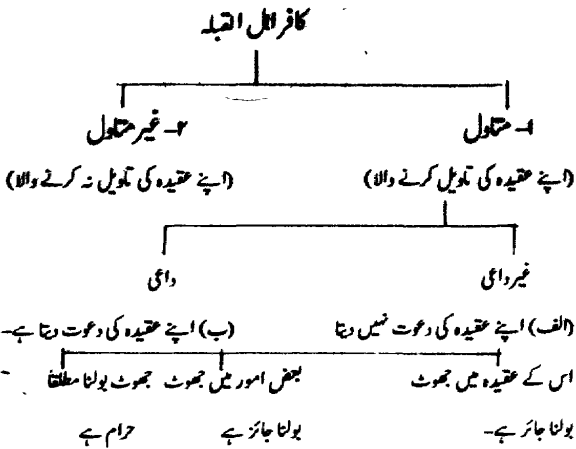 کافر اہل القبلہ
۱- متاول ۲- غیر متاول
(اپنے عقیدہ کی تاویل کرنے والا) (اپنے عقیدہ کی تاویل نہ کرنے والا)
غیر داعی داعی
(الف) اپنے عقیدہ کی دعوت نہیں دیتا (ب) اپنے عقیدہ کی دعوت دیتا ہے-
اس کے عقیدہ میں جھوٹ بعض امور میں جھوٹ جھوٹ بولنا مطلقا
بولنا جائز ہے- بولنا جائز ہے حرام ہے